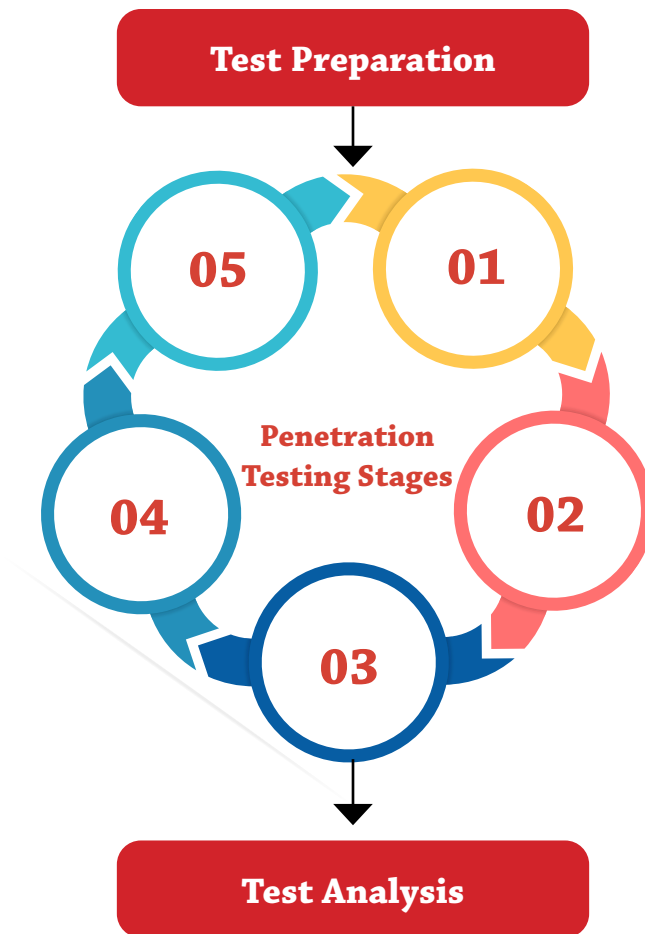 Test Preparation
05
01
Penetration
Testing Stages
04
02
03
Test Analysis